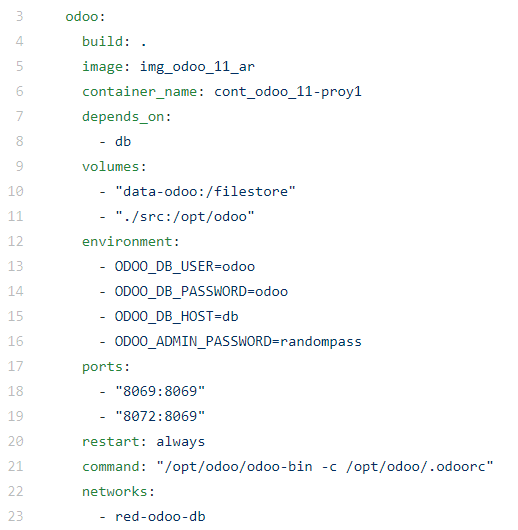 3 odoo:
4 build: .
5 image: img_odoo_11_ar
6 container_name: cont_odoo_11-proy1
7 depends_on:
8 - db
9 volumes:
10 - "data-odoo:/filestore"
11 - "./src:/opt/odoo"
12 environment:
13 - ODOO_DB_USER=odoo
14 - ODOO_DB_PASSWORD=odoo
15 - ODOO_DB_HOST=db
16 - ODOO_ADMIN_PASSWORD=randompass
17 ports:
18 - "8069:8069"
19 - "8072:8069"
20 restart: always
21 command: "/opt/odoo/odoo-bin -c /opt/odoo/.odoorc"
22 networks:
23 - red-odoo-db